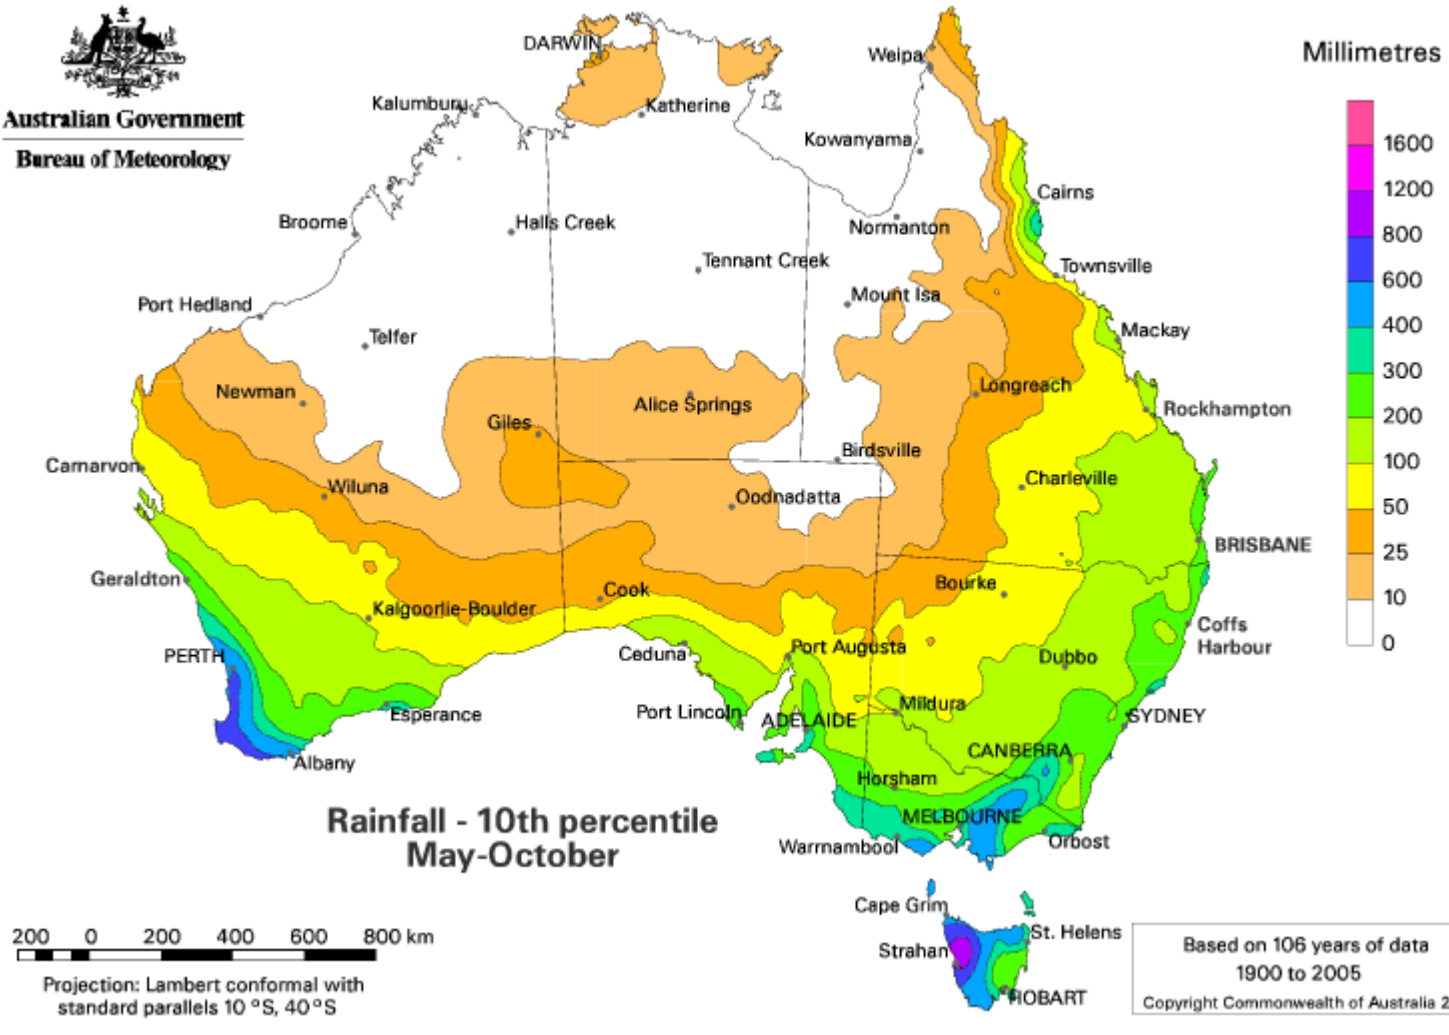 Australian Government
Bureau of Meteorology
DARWIN
Weipa
Millimetres
Kalumburu
Katherine
Kowanyama
1600
1200
Cairns
Broome
Halls Creek
Normanton
800
Tennant Creek
Townsville
600
Port Hedland
Mount Isa
400
Telfer
Mackay
300
Newman
Alice Springs
Longreach
Rockhampton
200
Giles
Birdsville
100
Carnarvon
Wiluna
Oodnadatta
Charleville
50
BRISBANE
25
Geraldton
Kalgoorlie-Boulder
Cook
Bourke
10
Coffs
Harbour
0
PERTH
Ceduna
Port Augusta
Dubbo
Esperance
Port Lincoln
ADELAIDE
Mildura
SYDNEY
Albany
CANBERRA
Horsham
MELBOURNE
Rainfall - 10th percentile
May-October
Warrnambool
Orbost
Cape Grim
Strahan
St. Helens
HOBART
200 0 200 400 600 800 km
Projection: Lambert conformal with
standard parallels 10 °S, 40 °S
Based on 106 years of data
1900 to 2005
Copyright Commonwealth of Australia 2